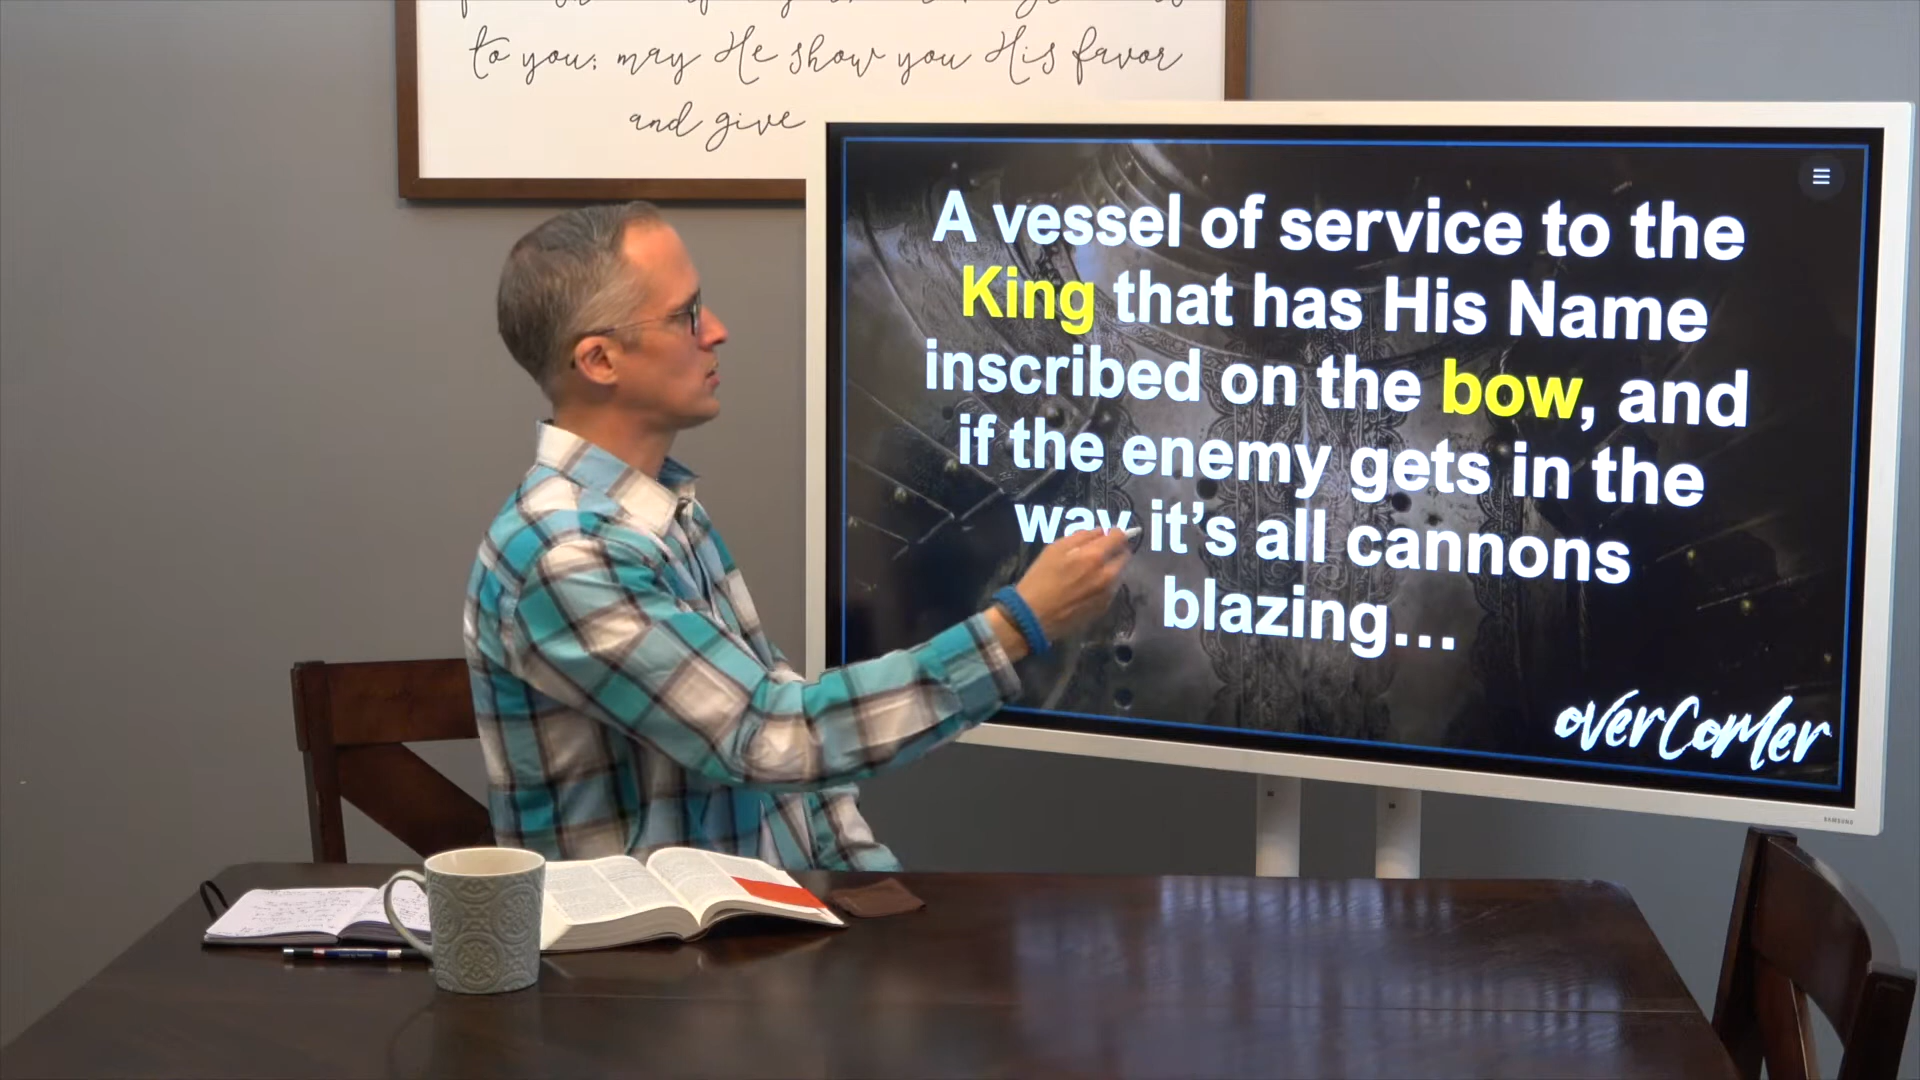 to you; may He show you His favor
and give
A vessel of service to the
King that has His Name
inscribed on the bow, and
if the enemy gets in the
way it's all cannons
blazing...
overComer
SAMSUNG